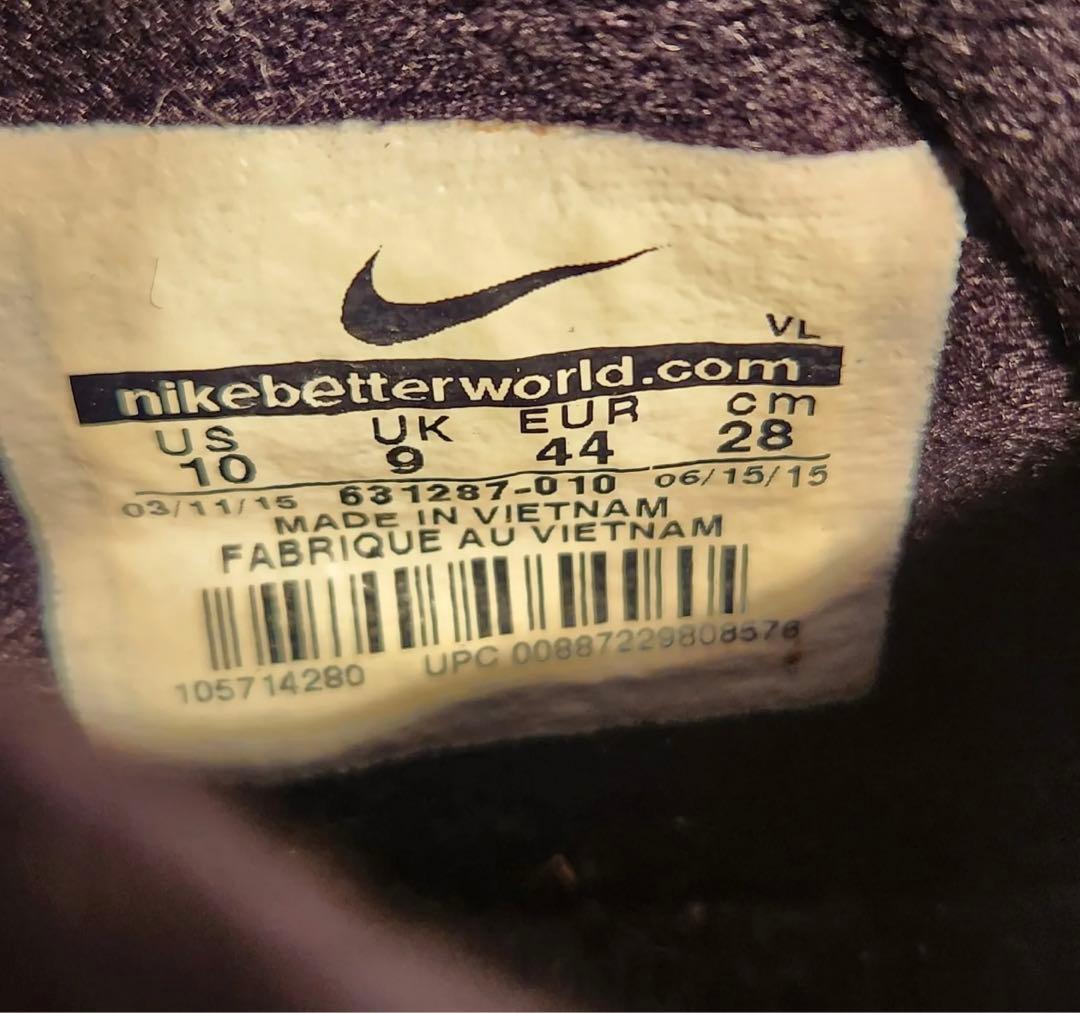 VL
nikebetterworld.com
US UK EUR cm
10 9 44 28
03/11/15 631287-010 06/15/15
MADE IN VIETNAM
FABRIQUE AU VIETNAM
105714280 UPC 00887229808576